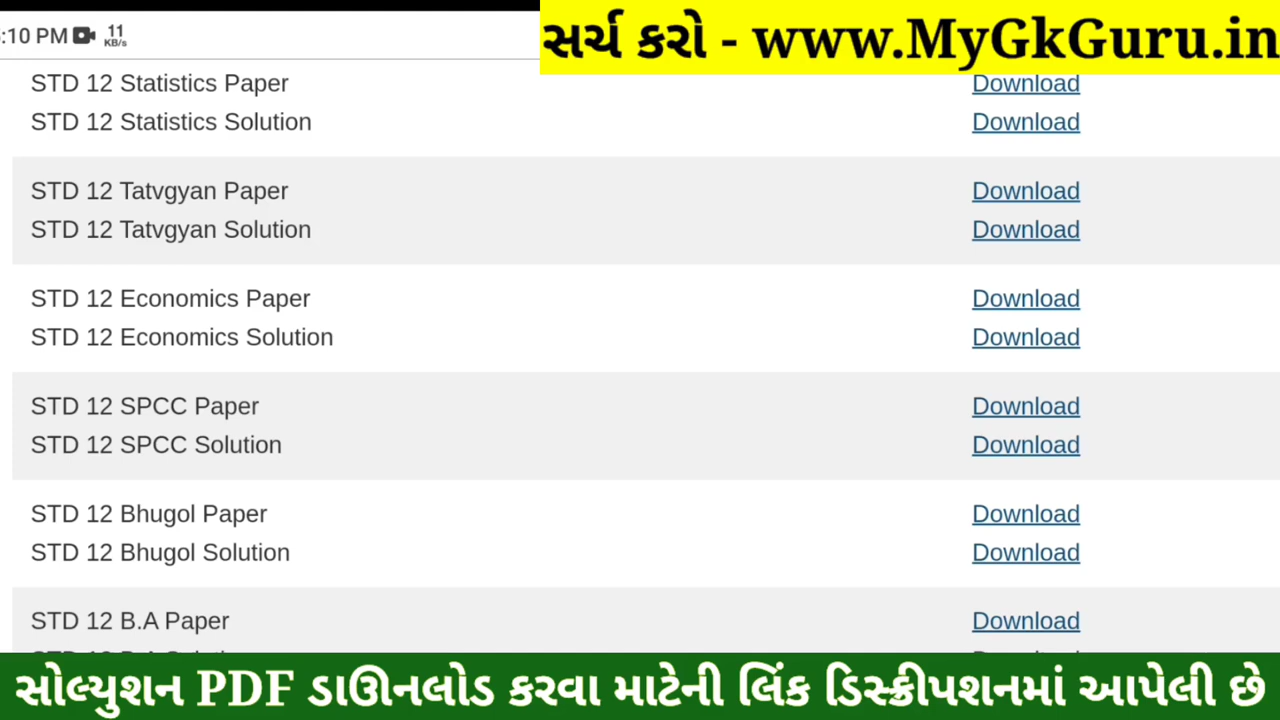 :10 PM 11 KB/s
સર્ચ કરો - www.MyGkGuru.in
STD 12 Statistics Paper Download
STD 12 Statistics Solution Download
STD 12 Tatvgyan Paper Download
STD 12 Tatvgyan Solution Download
STD 12 Economics Paper Download
STD 12 Economics Solution Download
STD 12 SPCC Paper Download
STD 12 SPCC Solution Download
STD 12 Bhugol Paper Download
STD 12 Bhugol Solution Download
STD 12 B.A Paper Download
સોલ્યુશન PDF ડાઊનલોડ કરવા માટેની લિંક ડિસ્ક્રીપશનમાં આપેલી છે